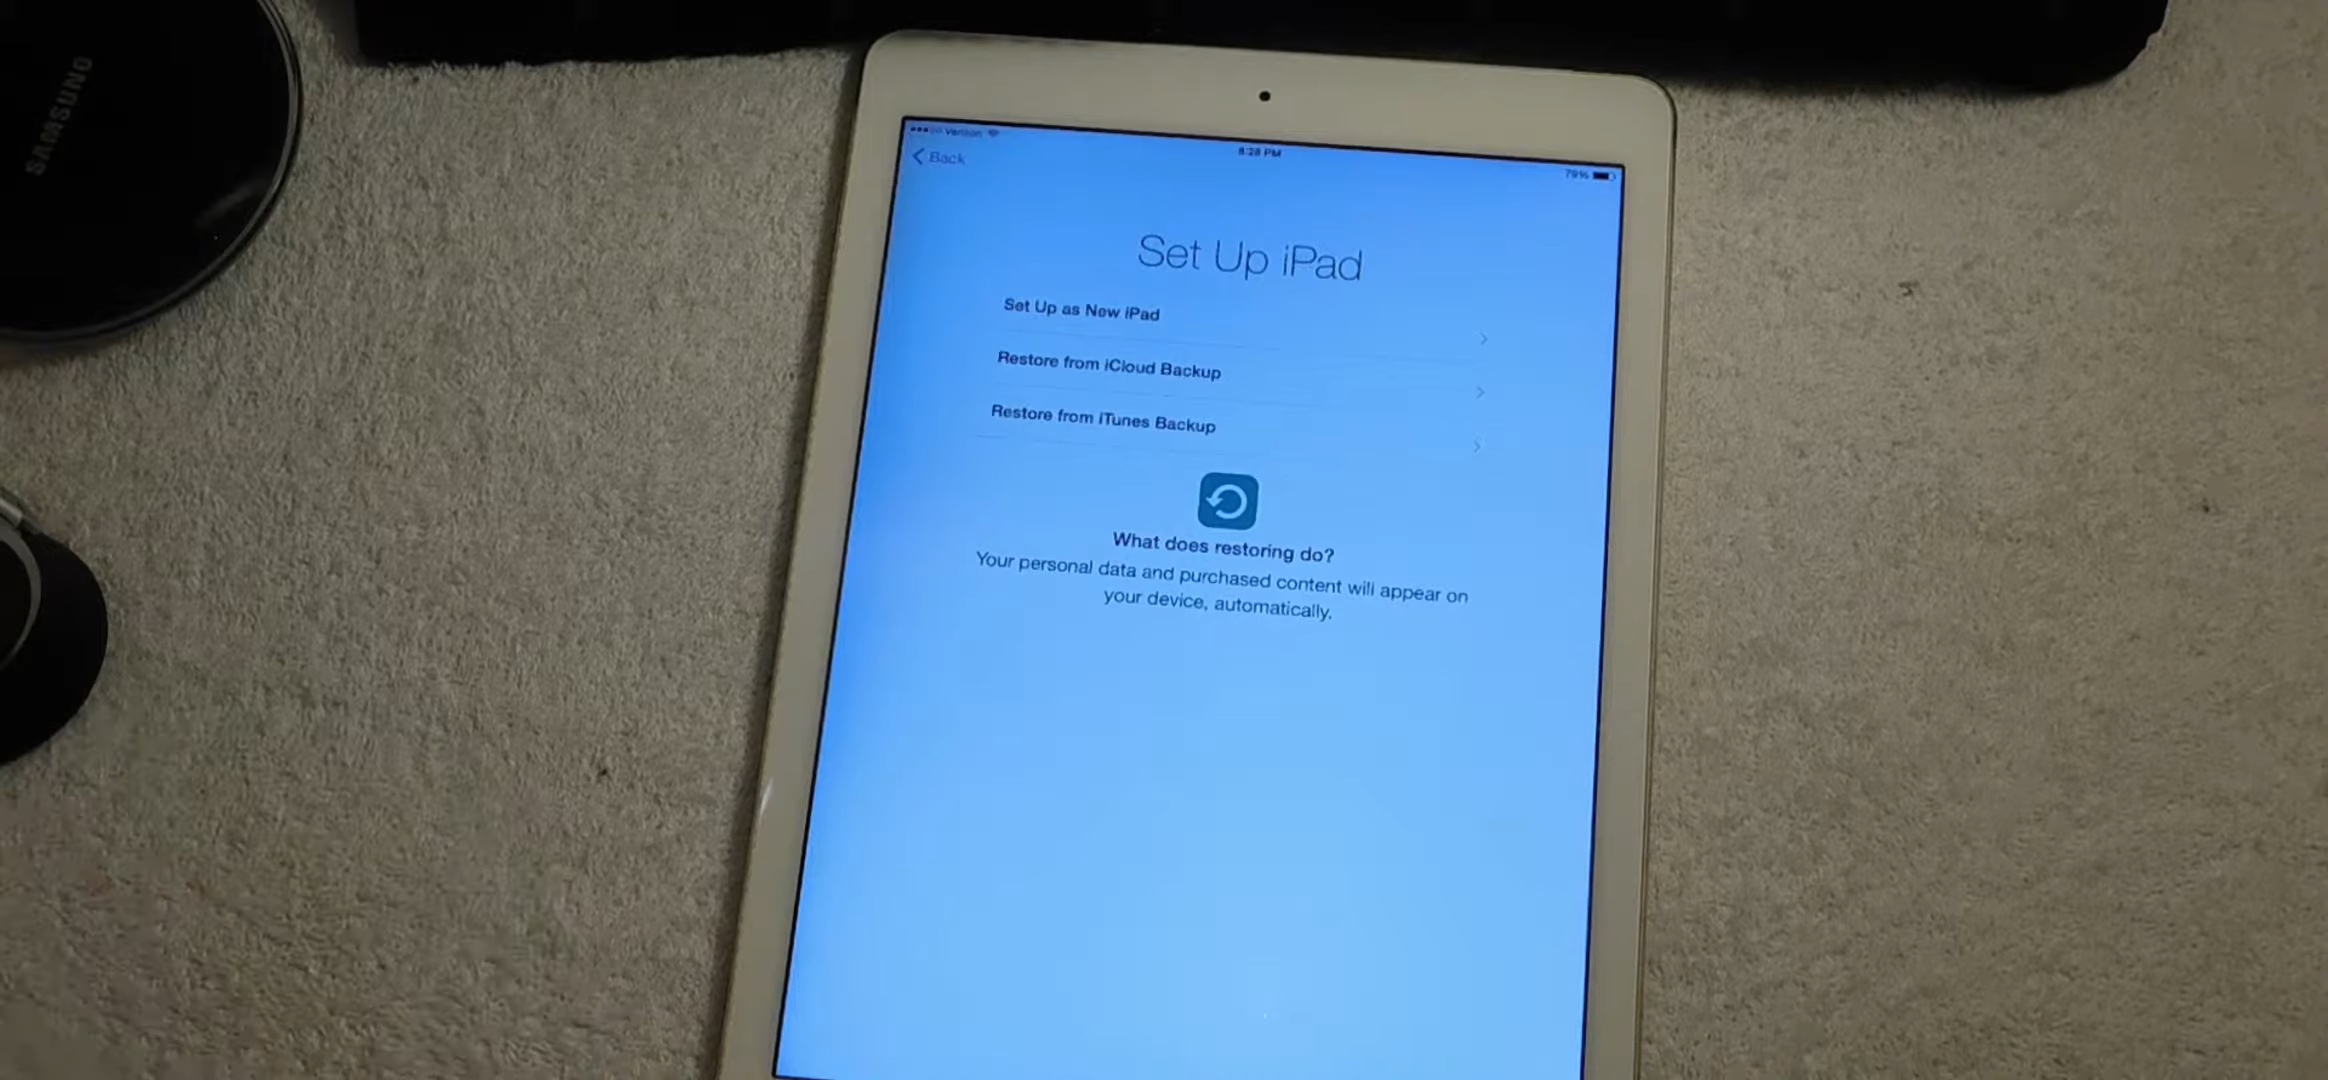 SAMSUNG
Verizon
8:28 PM
79%
Back
Set Up iPad
Set Up as New iPad
Restore from iCloud Backup
Restore from iTunes Backup
What does restoring do?
Your personal data and purchased content will appear on
your device, automatically.